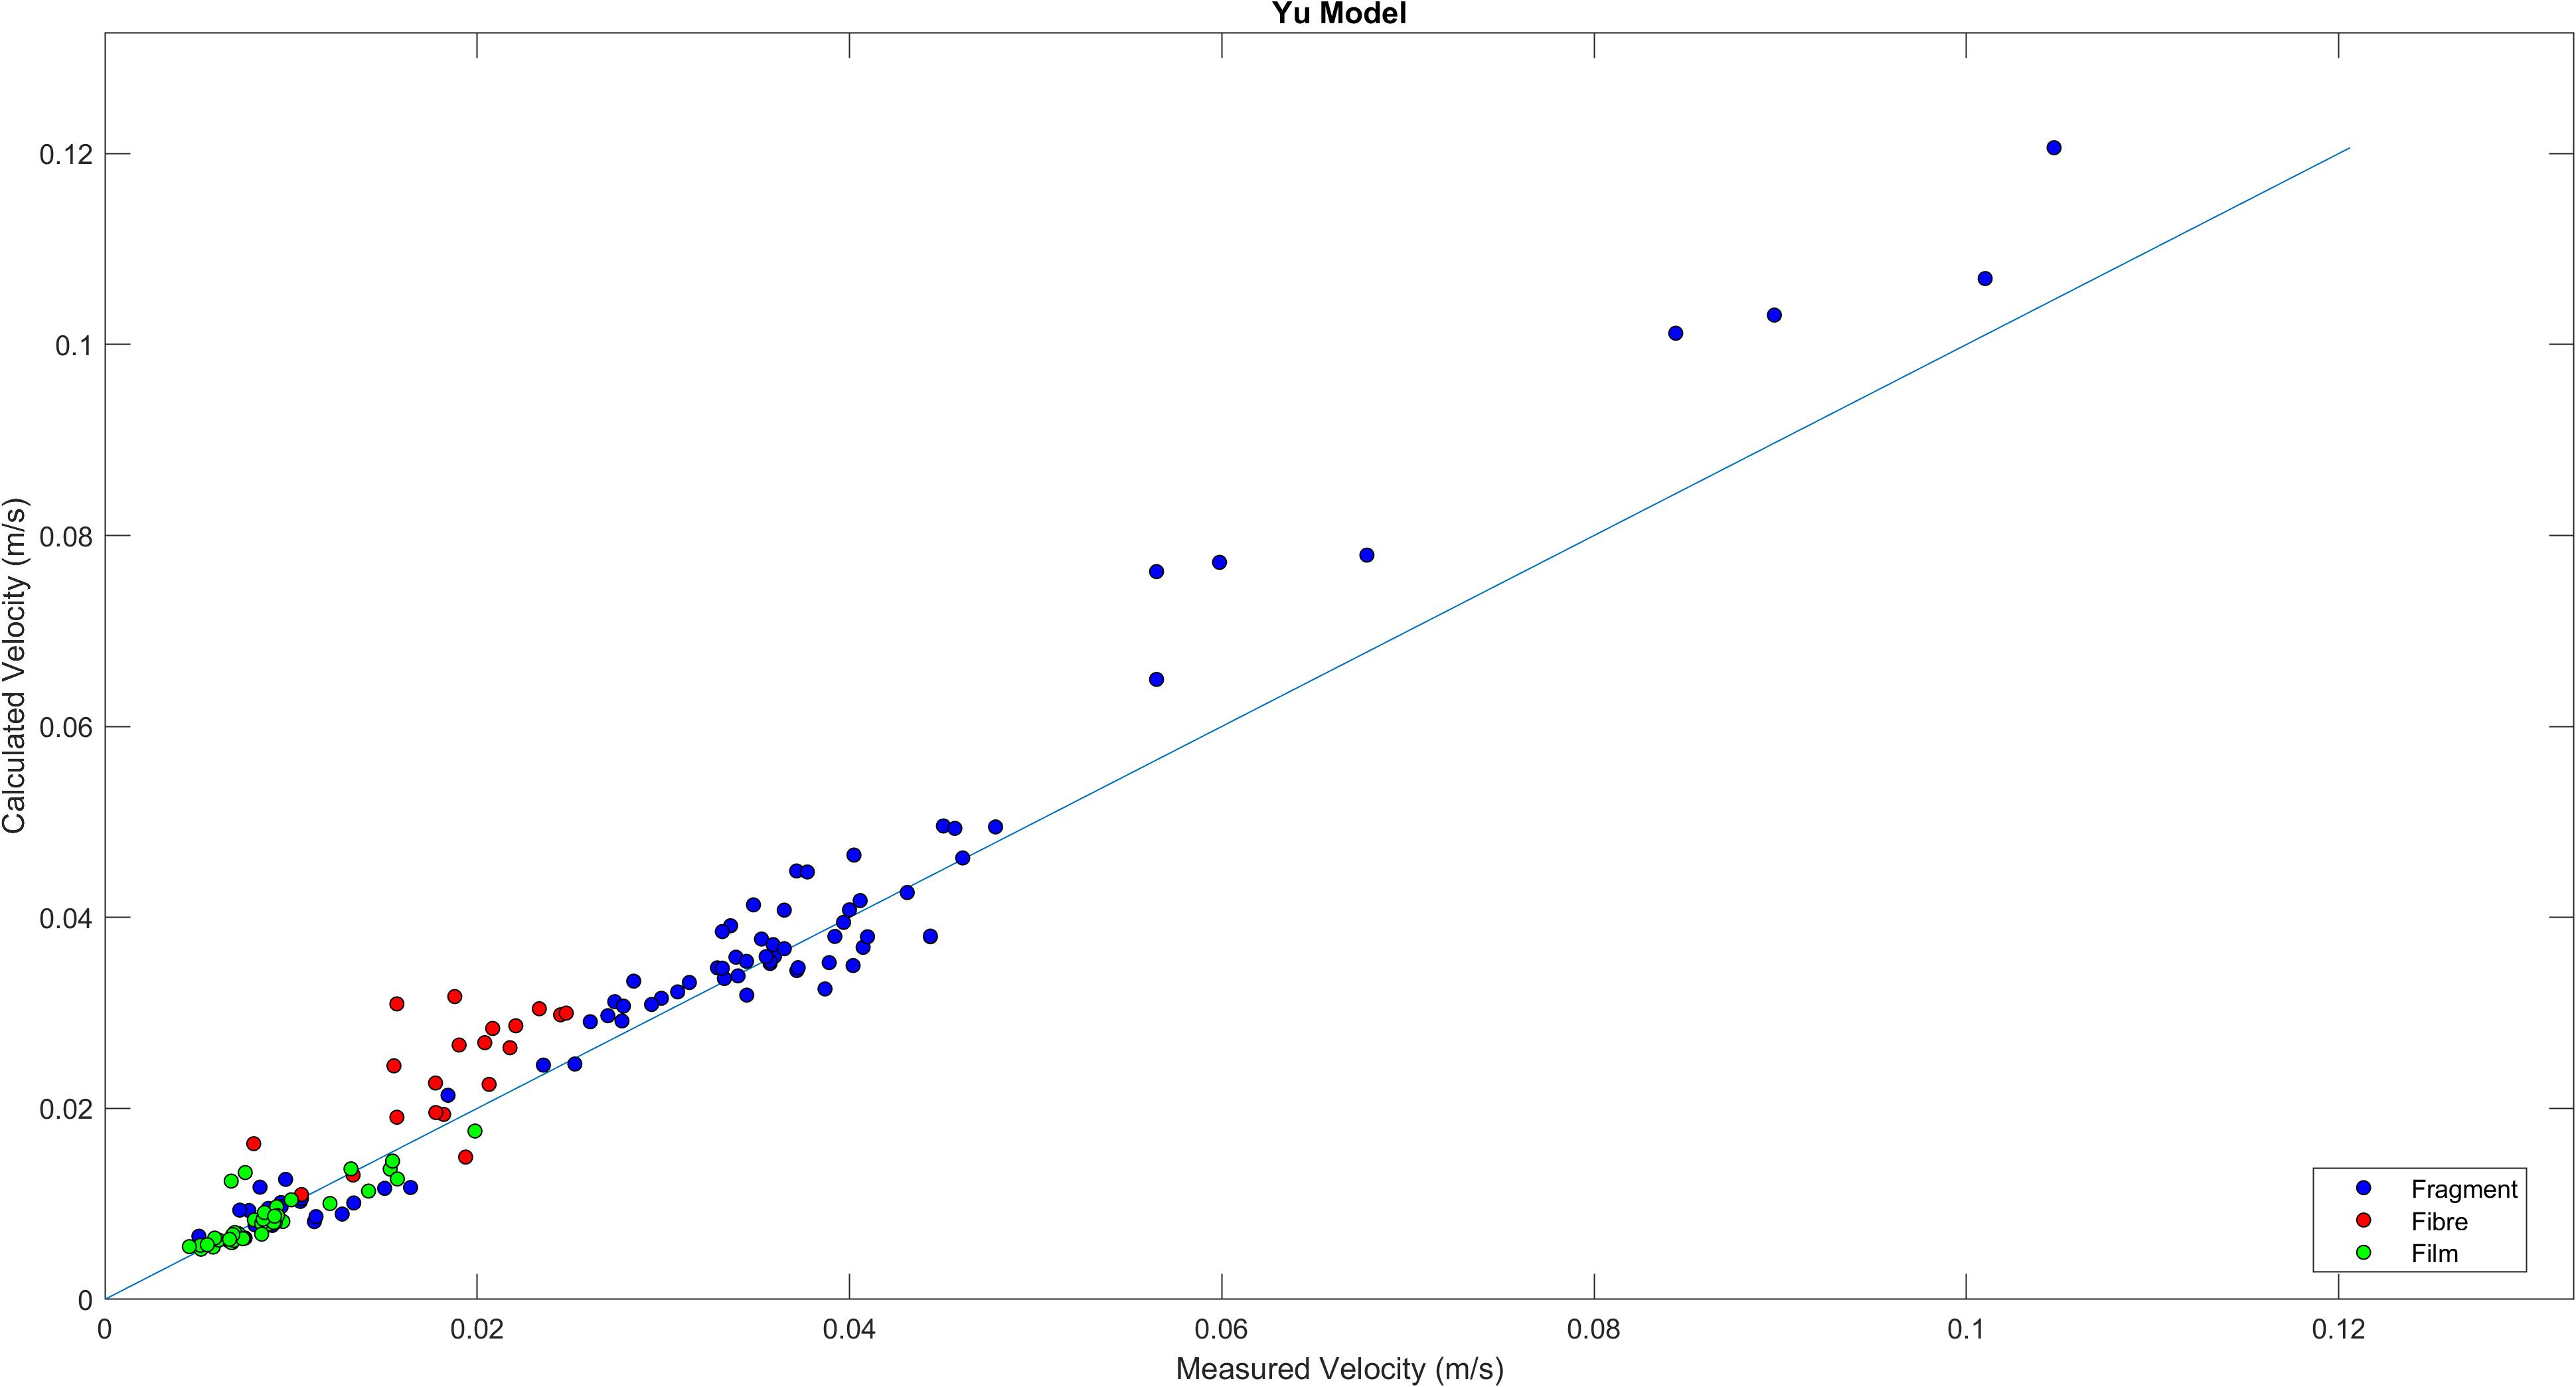 Yu Model
Calculated Velocity (m/s)
0.12
0.1
0.08
0.06
0.04
0.02
0
0 0.02 0.04 0.06 0.08 0.1 0.12
Measured Velocity (m/s)
Fragment
Fibre
Film